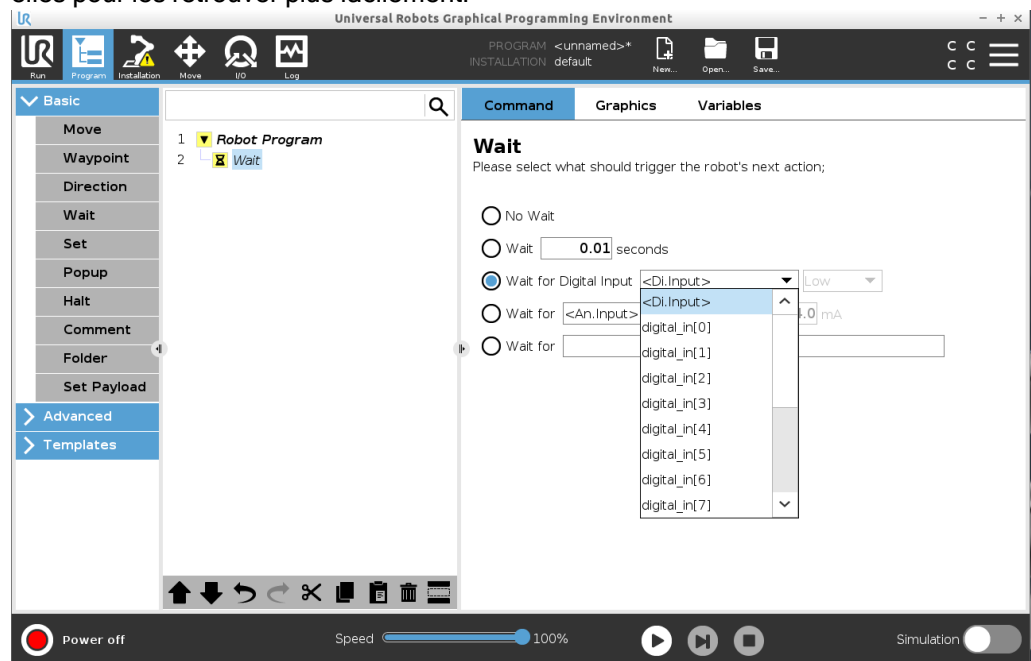 Universal Robots Graphical Programming Environment
PROGRAM <unnamed>*
INSTALLATION default
Run Program Installation Move I/O Log New... Open... Save...
C C
C C
Basic
Move
Waypoint
Direction
Wait
Set
Popup
Halt
Comment
Folder
Set Payload
Advanced
Templates
1 Robot Program
2 Wait
Command Graphics Variables
Wait
Please select what should trigger the robot's next action;
No Wait
Wait 0.01 seconds
Wait for Digital Input <Di.Input> Low
Wait for <An.Input> .0 mA
Wait for
<Di.Input>
digital_in[0]
digital_in[1]
digital_in[2]
digital_in[3]
digital_in[4]
digital_in[5]
digital_in[6]
digital_in[7]
Power off Speed 100% Simulation